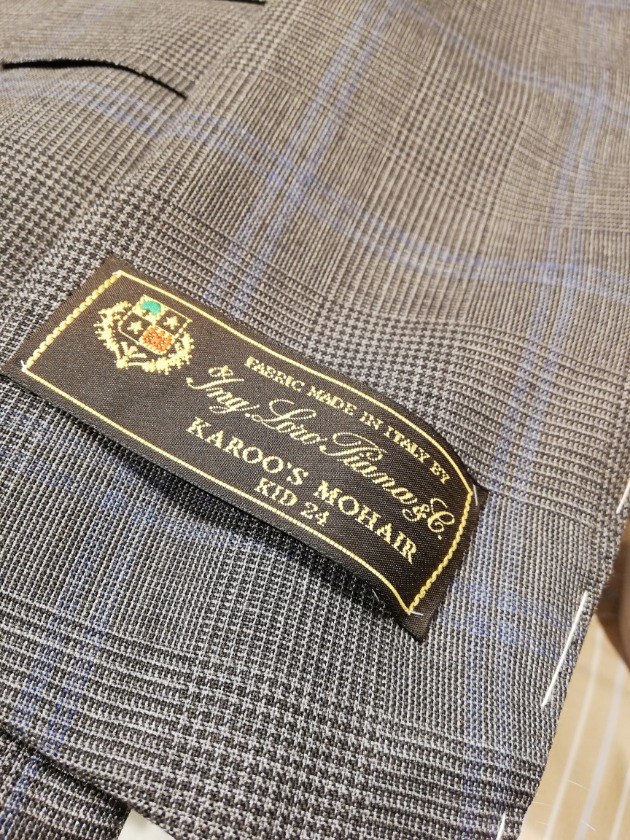 FABRIC MADE IN ITALY BY
Ing. Loro Piana & C.
KAROO'S MOHAIR
KID 24